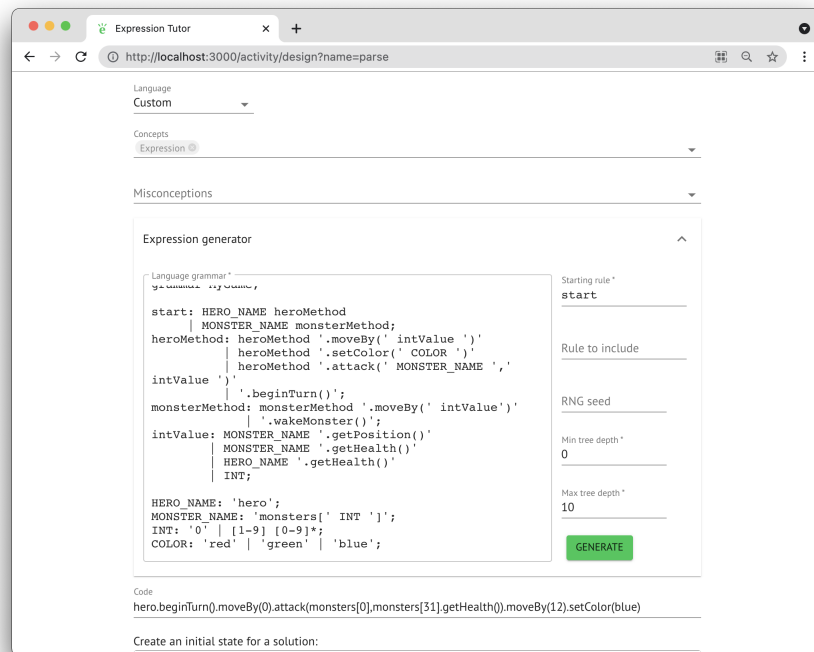 Expression Tutor
http://localhost:3000/activity/design?name=parse
Language
Custom
Concepts
Expression
Misconceptions
Expression generator
Language grammar *
grammar MyGame;
start: HERO_NAME heroMethod
| MONSTER_NAME monsterMethod;
heroMethod: heroMethod '.moveBy(' intValue ')'
| heroMethod '.setColor(' COLOR ')'
| heroMethod '.attack(' MONSTER_NAME ','
intValue ')'
| '.beginTurn()';
monsterMethod: monsterMethod '.moveBy(' intValue')'
| '.wakeMonster()';
intValue: MONSTER_NAME '.getPosition()'
| MONSTER_NAME '.getHealth()'
| HERO_NAME '.getHealth()'
| INT;
HERO_NAME: 'hero';
MONSTER_NAME: 'monsters[' INT ']';
INT: '0' | [1-9] [0-9]*;
COLOR: 'red' | 'green' | 'blue';
Starting rule *
start
Rule to include
RNG seed
Min tree depth *
0
Max tree depth *
10
GENERATE
Code
hero.beginTurn().moveBy(0).attack(monsters[0],monsters[31].getHealth()).moveBy(12).setColor(blue)
Create an initial state for a solution: